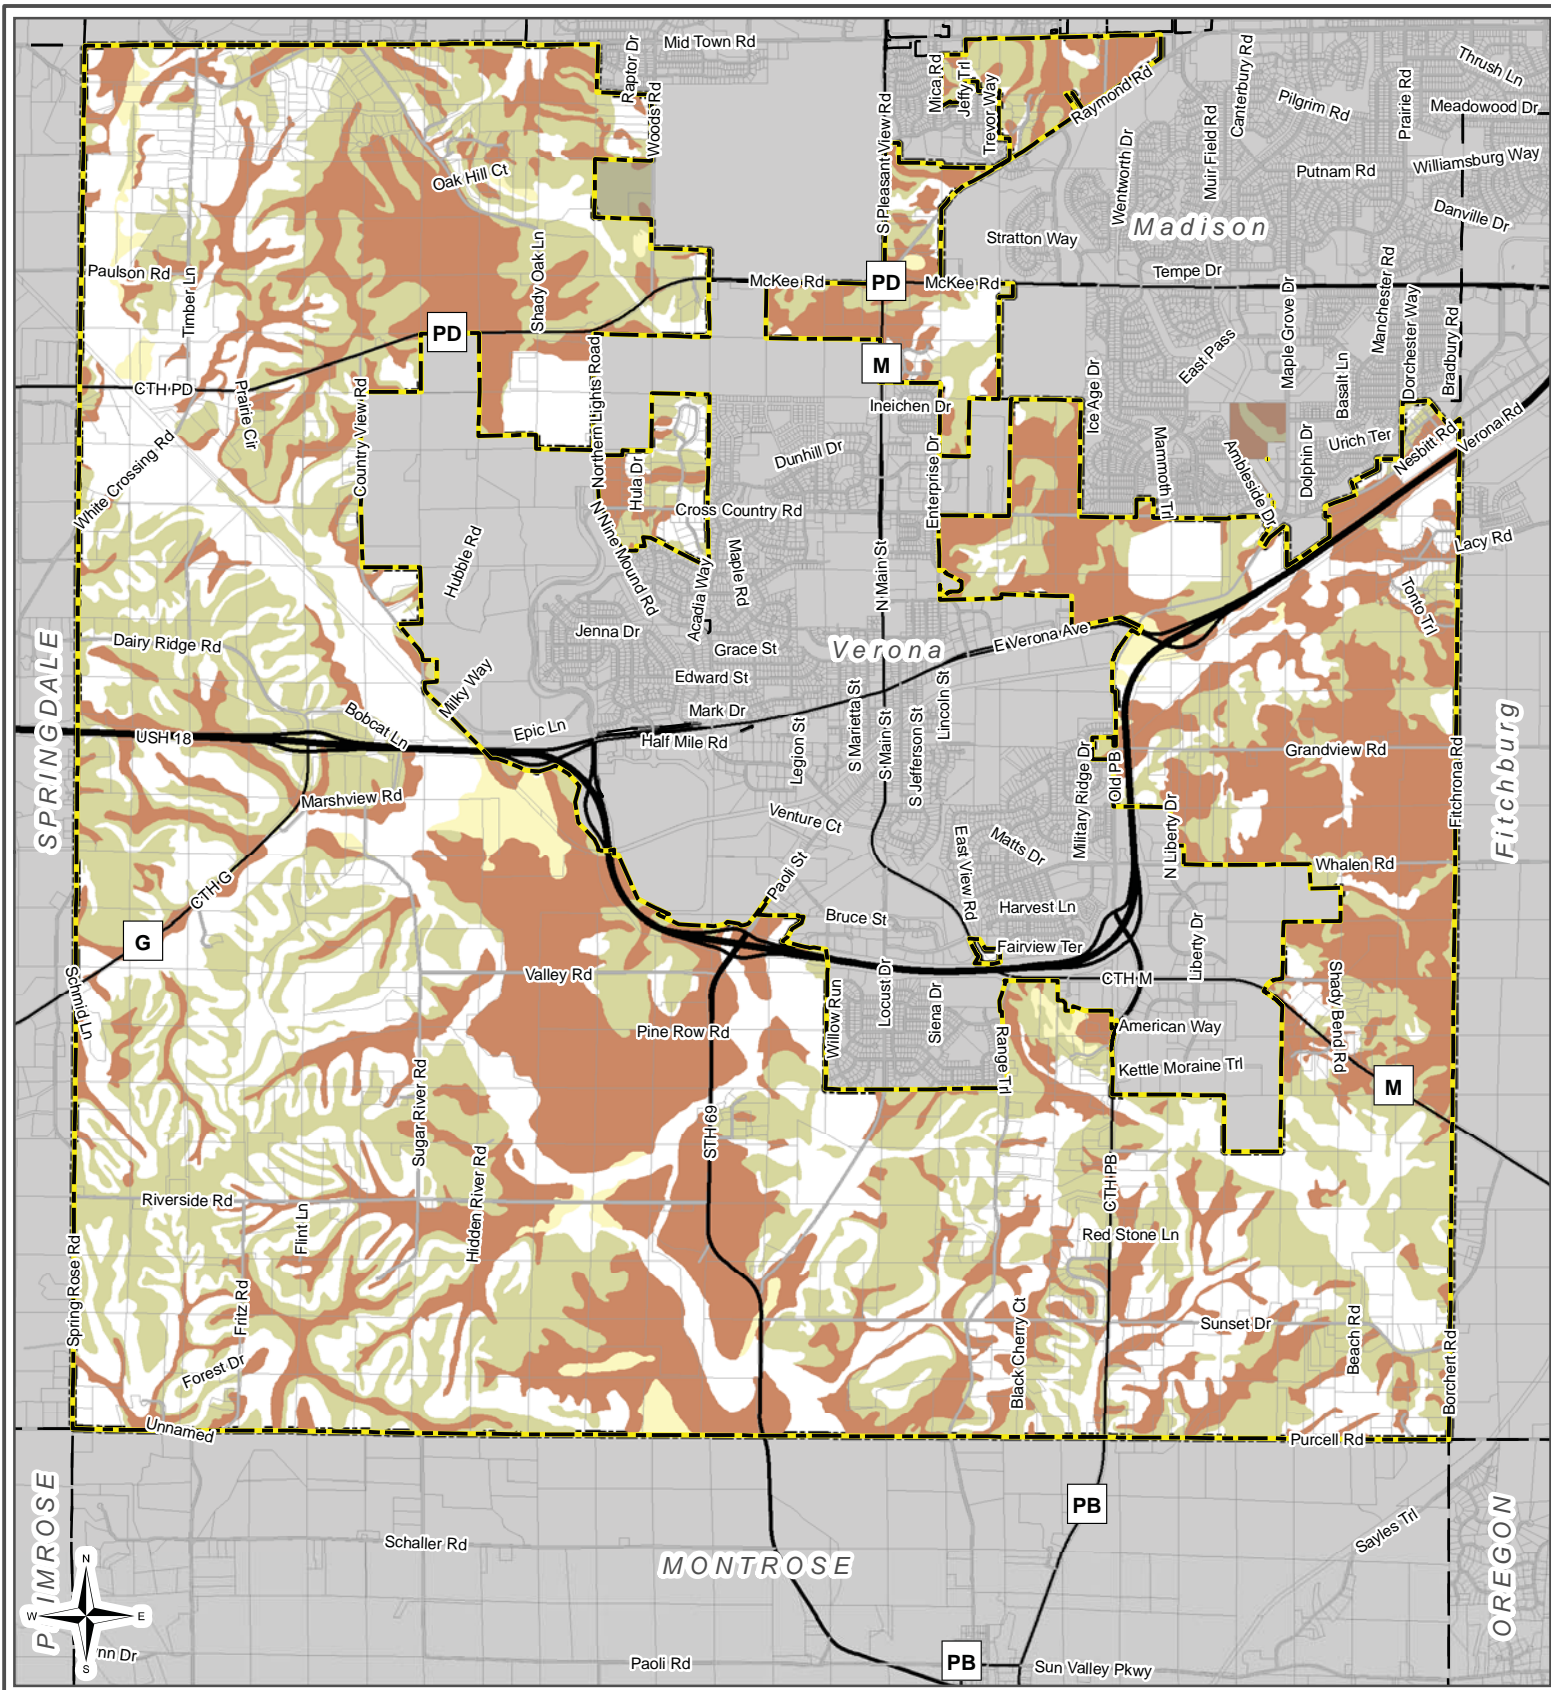 Mid Town Rd
Raptor Dr
Woods Rd
Mica Rd
Jeffy Trl
Trevor Way
Raymond Rd
Canterbury Rd
Thrush Ln
Pilgrim Rd
Prairie Rd
Meadowood Dr
S Pleasant View Rd
Wentworth Dr
Muir Field Rd
Putnam Rd
Williamsburg Way
Oak Hill Ct
Madison
Danville Dr
Stratton Way
Paulson Rd
Timber Ln
Shady Oak Ln
McKee Rd
PD
McKee Rd
Tempe Dr
Manchester Rd
PD
Maple Grove Dr
Dorchester Way
Bradbury Rd
East Pass
M
CTH PD
Prairie Cir
Country View Rd
Northern Lights Road
Ineichen Dr
Ice Age Dr
Basalt Ln
Verona Rd
Nesbitt Rd
Urich Ter
White Crossing Rd
Hula Dr
Dunhill Dr
Enterprise Dr
Mammoth Trl
Ambleside Dr
Dolphin Dr
Cross Country Rd
Lacy Rd
Hubble Rd
N Nine Mound Rd
Acacia Way
Maple Rd
N Main St
Tonto Trl
SPRINGDALE
Dairy Ridge Rd
Jenna Dr
Grace St
Verona
E Verona Ave
Edward St
Milky Way
Lincoln St
Mark Dr
S Marietta St
S Main St
S Jefferson St
Bobcat Ln
Epic Ln
Half Mile Rd
Legion St
USH 18
Military Ridge Dr
Old PB
Grandview Rd
Fitchrona Rd
Fitchburg
Marshview Rd
Venture Ct
East View Rd
Matts Dr
N Liberty Dr
Whalen Rd
CTH G
Paoli St
Harvest Ln
Bruce St
G
Fairview Ter
Liberty Dr
Schmid Ln
Valley Rd
Locust Dr
CTH M
Shady Bend Rd
Willow Run
Siena Dr
Range Trl
Pine Row Rd
American Way
Kettle Moraine Trl
Sugar River Rd
M
STH 69
Hidden River Rd
CTH PB
Riverside Rd
Flint Ln
Red Stone Ln
Spring Rose Rd
Friz Rd
Black Cherry Ct
Sunset Dr
Beach Rd
Borchert Rd
Forest Dr
Unnamed
Purcell Rd
PB
OREGON
Schaller Rd
Sayles Trl
MONTROSE
N
W
E
S
Paoli Rd
PB
Sun Valley Pkwy